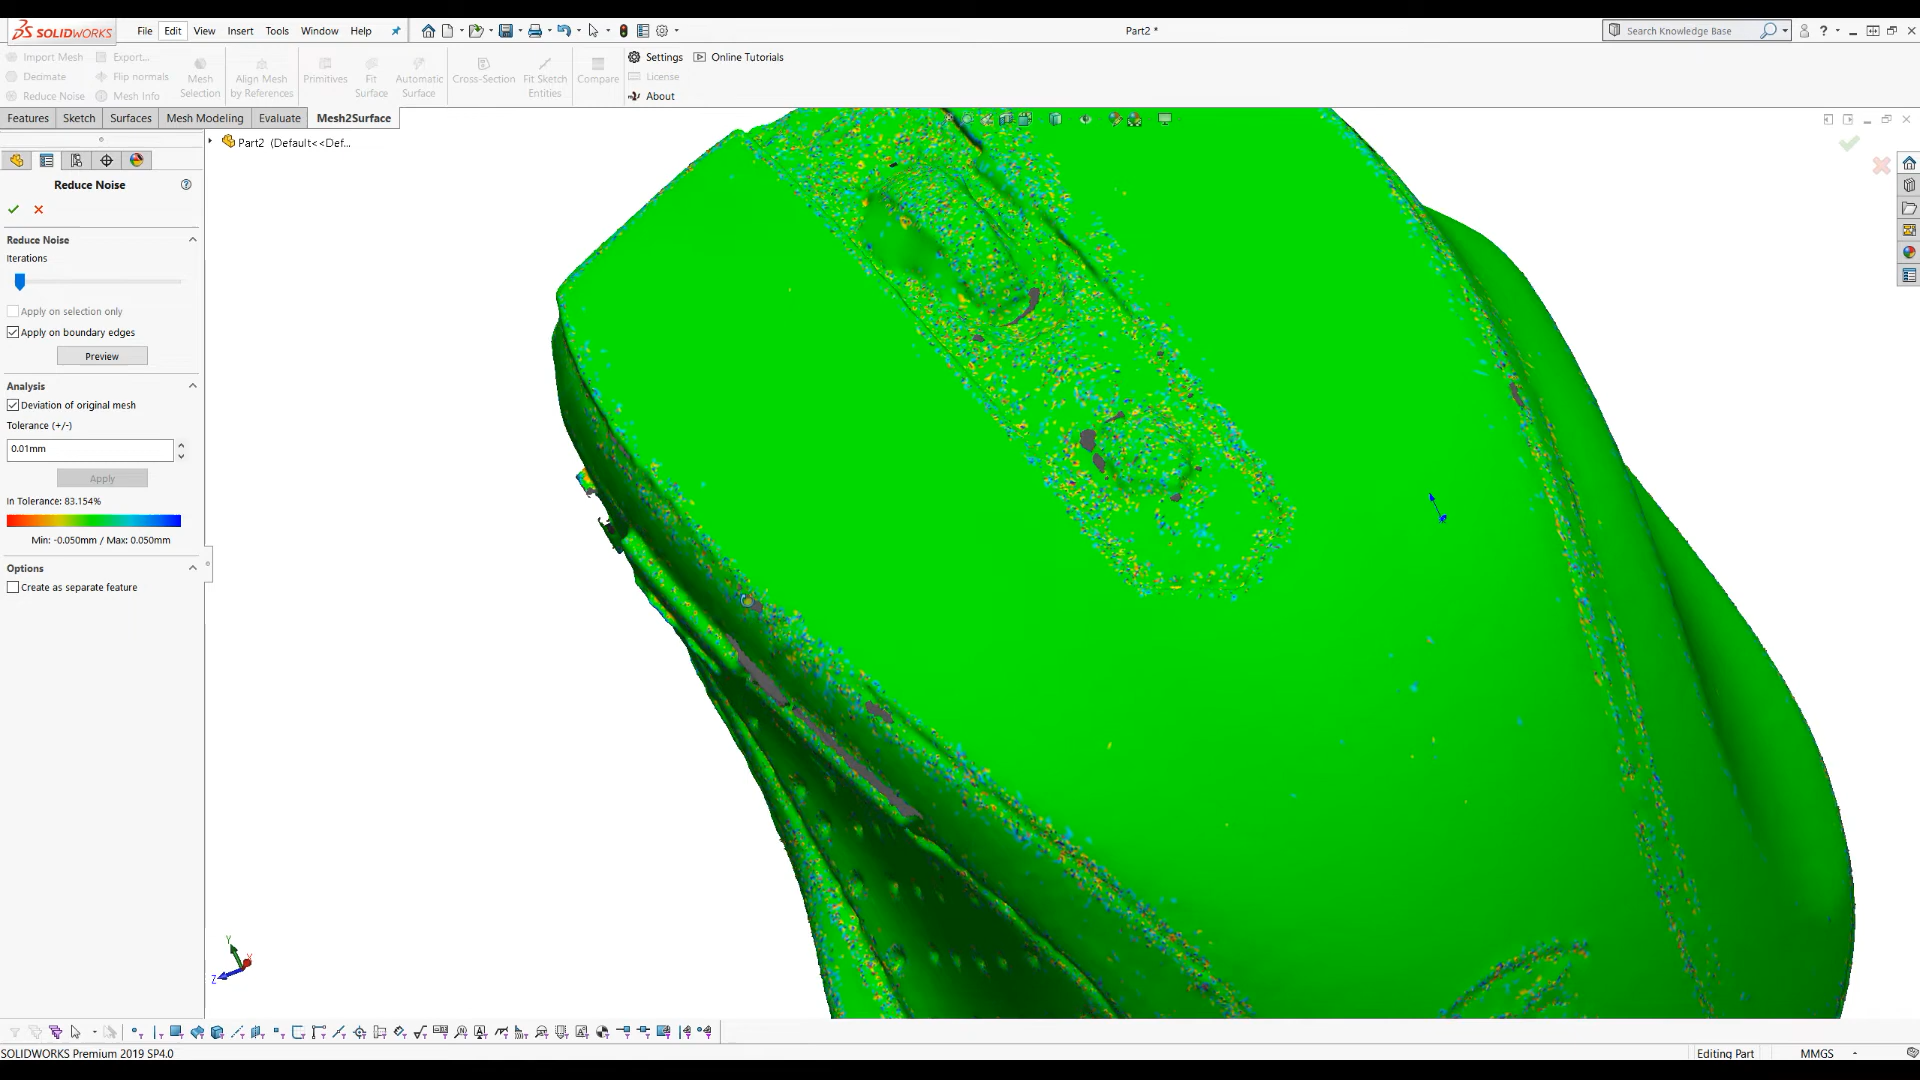 SOLIDWORKS File Edit View Insert Tools Window Help Part2 * Search Knowledge Base
Import Mesh Export... Settings Online Tutorials
Decimate Flip normals License
Reduce Noise Mesh Info About
Mesh Selection Align Mesh by References Primitives Fit Surface Automatic Surface Cross-Section Fit Sketch Entities Compare
Features Sketch Surfaces Mesh Modeling Evaluate Mesh2Surface
Part2 (Default<<Def...
Reduce Noise
Reduce Noise
Iterations
Apply on selection only
Apply on boundary edges
Preview
Analysis
Deviation of original mesh
Tolerance (+/-)
0.01mm
Apply
In Tolerance: 83.154%
Min: -0.050mm / Max: 0.050mm
Options
Create as separate feature
Y
Z
SOLIDWORKS Premium 2019 SP4.0 Editing Part MMGS